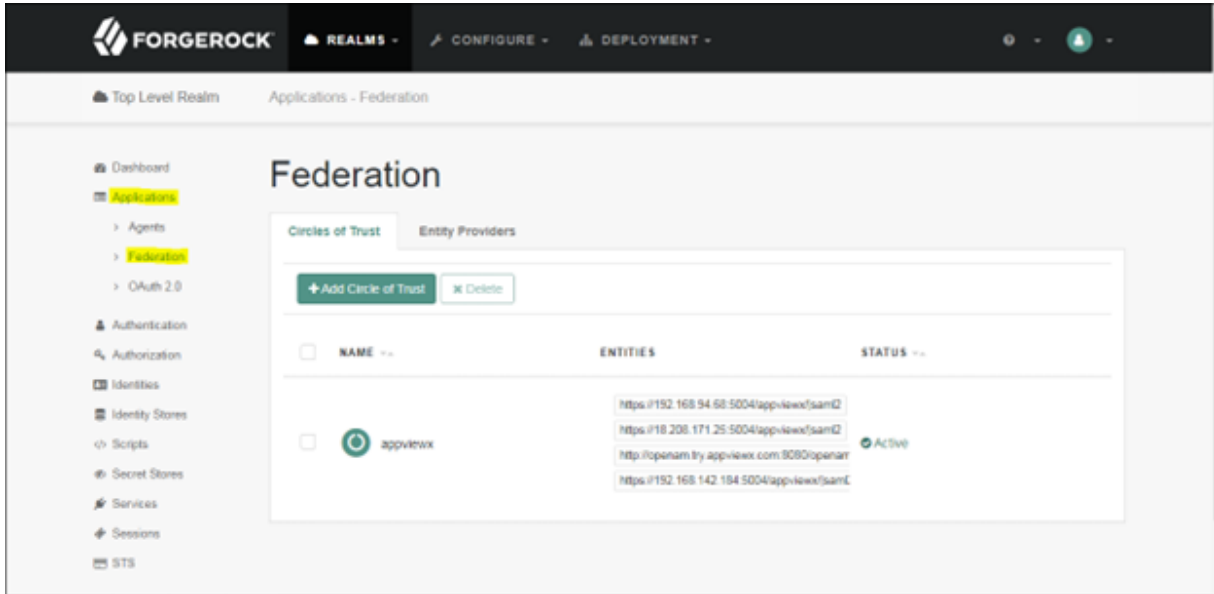 FORGEROCK REALMS CONFIGURE DEPLOYMENT
Top Level Realm Applications - Federation
Dashboard
Applications
> Agents
> Federation
> OAuth 2.0
Authentication
Authorization
Identities
Identity Stores
Scripts
Secret Stores
Services
Sessions
STS
Federation
Circles of Trust Entity Providers
+ Add Circle of Trust ✖ Delete
NAME ENTITIES STATUS
appviewx
https://192.168.94.68:5004/appviewx/jsaml2
https://18.208.171.25:5004/appviewx/jsaml2
http://openam.try.appviewx.com:8080/openam
https://192.168.142.184:5004/appviewx/jsaml2
Active